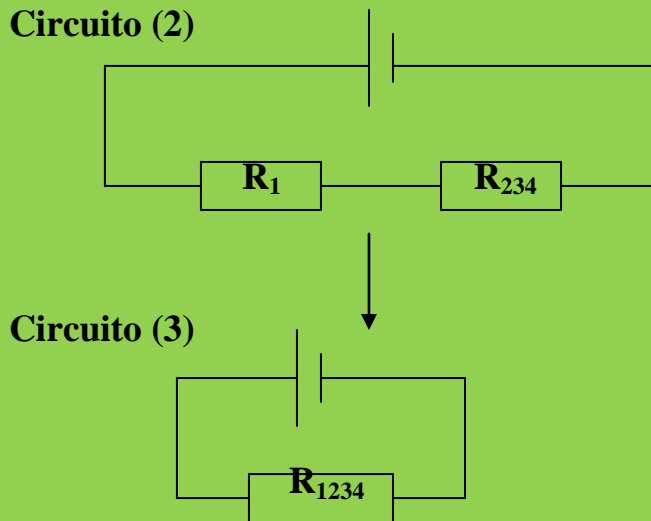 Circuito (2)
R₁
R₂₃₄
Circuito (3)
R₁₂₃₄